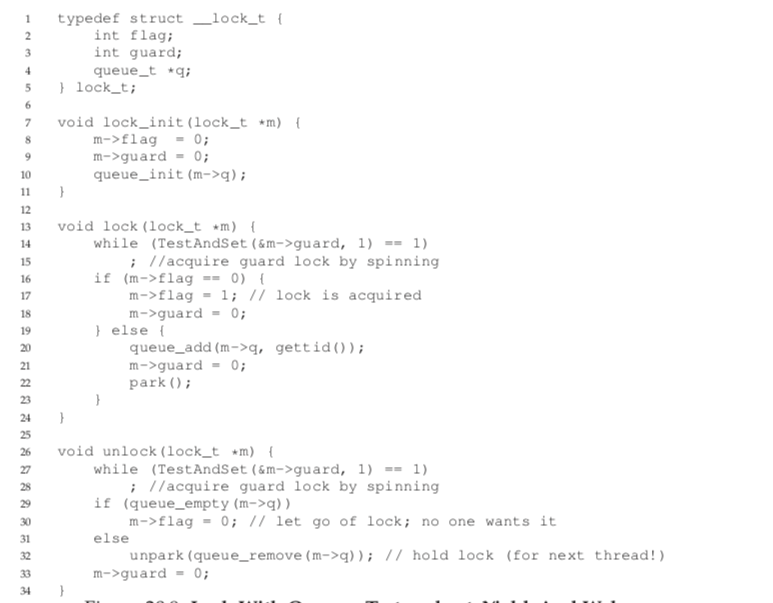 1 typedef struct __lock_t {
2 int flag;
3 int guard;
4 queue_t *q;
5 } lock_t;
6
7 void lock_init(lock_t *m) {
8 m->flag = 0;
9 m->guard = 0;
10 queue_init(m->q);
11 }
12
13 void lock(lock_t *m) {
14 while (TestAndSet(&m->guard, 1) == 1)
15 ; //acquire guard lock by spinning
16 if (m->flag == 0) {
17 m->flag = 1; // lock is acquired
18 m->guard = 0;
19 } else {
20 queue_add(m->q, gettid());
21 m->guard = 0;
22 park();
23 }
24 }
25
26 void unlock(lock_t *m) {
27 while (TestAndSet(&m->guard, 1) == 1)
28 ; //acquire guard lock by spinning
29 if (queue_empty(m->q))
30 m->flag = 0; // let go of lock; no one wants it
31 else
32 unpark(queue_remove(m->q)); // hold lock (for next thread!)
33 m->guard = 0;
34 }